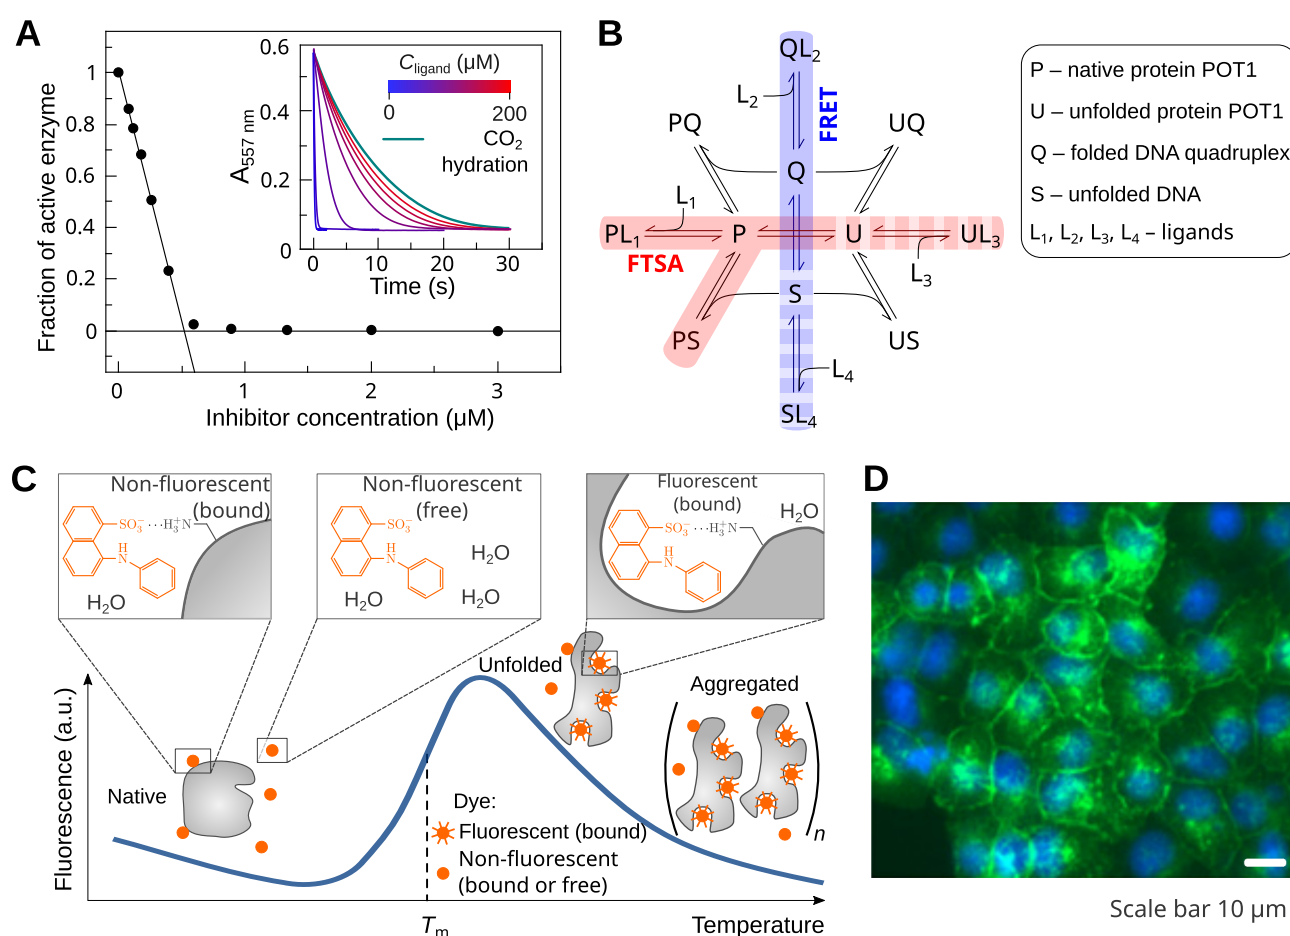 A
Fraction of active enzyme
1
0.8
0.6
0.4
0.2
0
0
1
2
3
Inhibitor concentration (µM)
A557 nm
0.6
0.4
0.2
0
0
10
20
30
Time (s)
Cligand (µM)
0
200
CO2
hydration
B
QL2
L2
FRET
PQ
UQ
Q
L1
PL1
P
U
UL3
FTSA
L3
S
PS
US
L4
SL4
P – native protein POT1
U – unfolded protein POT1
Q – folded DNA quadruplex
S – unfolded DNA
L1, L2, L3, L4 – ligands
C
Non-fluorescent
(bound)
SO3− ···H3+N
H
N
H2O
Non-fluorescent
(free)
SO3−
H
N
H2O
H2O
H2O
Fluorescent
(bound)
H2O
SO3− ···H3+N
H
N
Fluorescence (a.u.)
Unfolded
Aggregated
Native
Dye:
Fluorescent (bound)
Non-fluorescent
(bound or free)
n
Tm
Temperature
D
Scale bar 10 µm